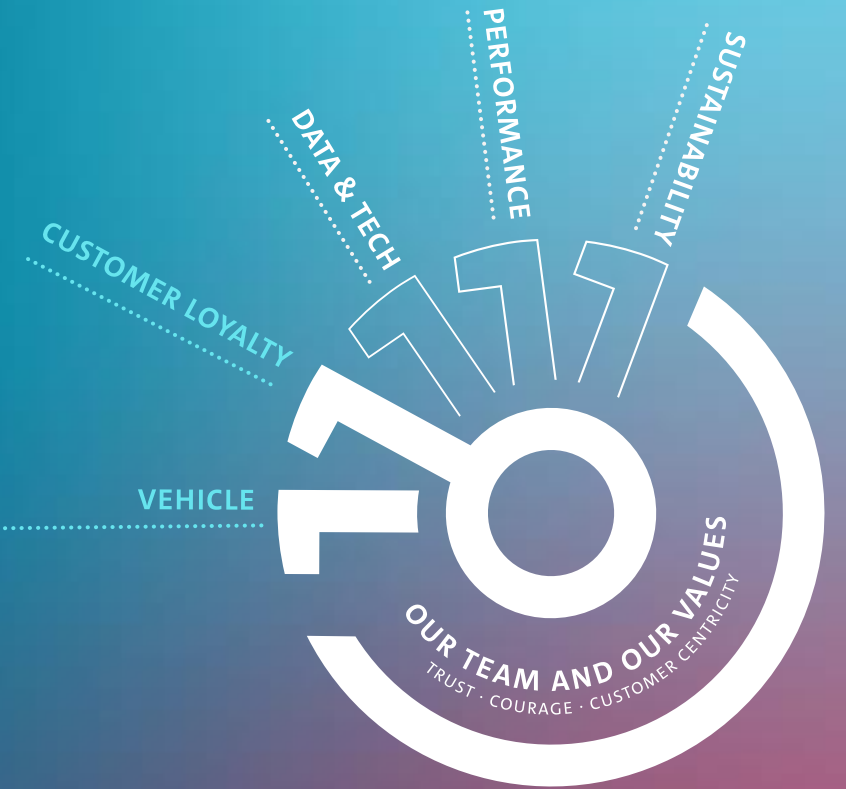 PERFORMANCE
SUSTAINABILITY
DATA & TECH
CUSTOMER LOYALTY
VEHICLE
OUR TEAM AND OUR VALUES
TRUST · COURAGE · CUSTOMER CENTRICITY